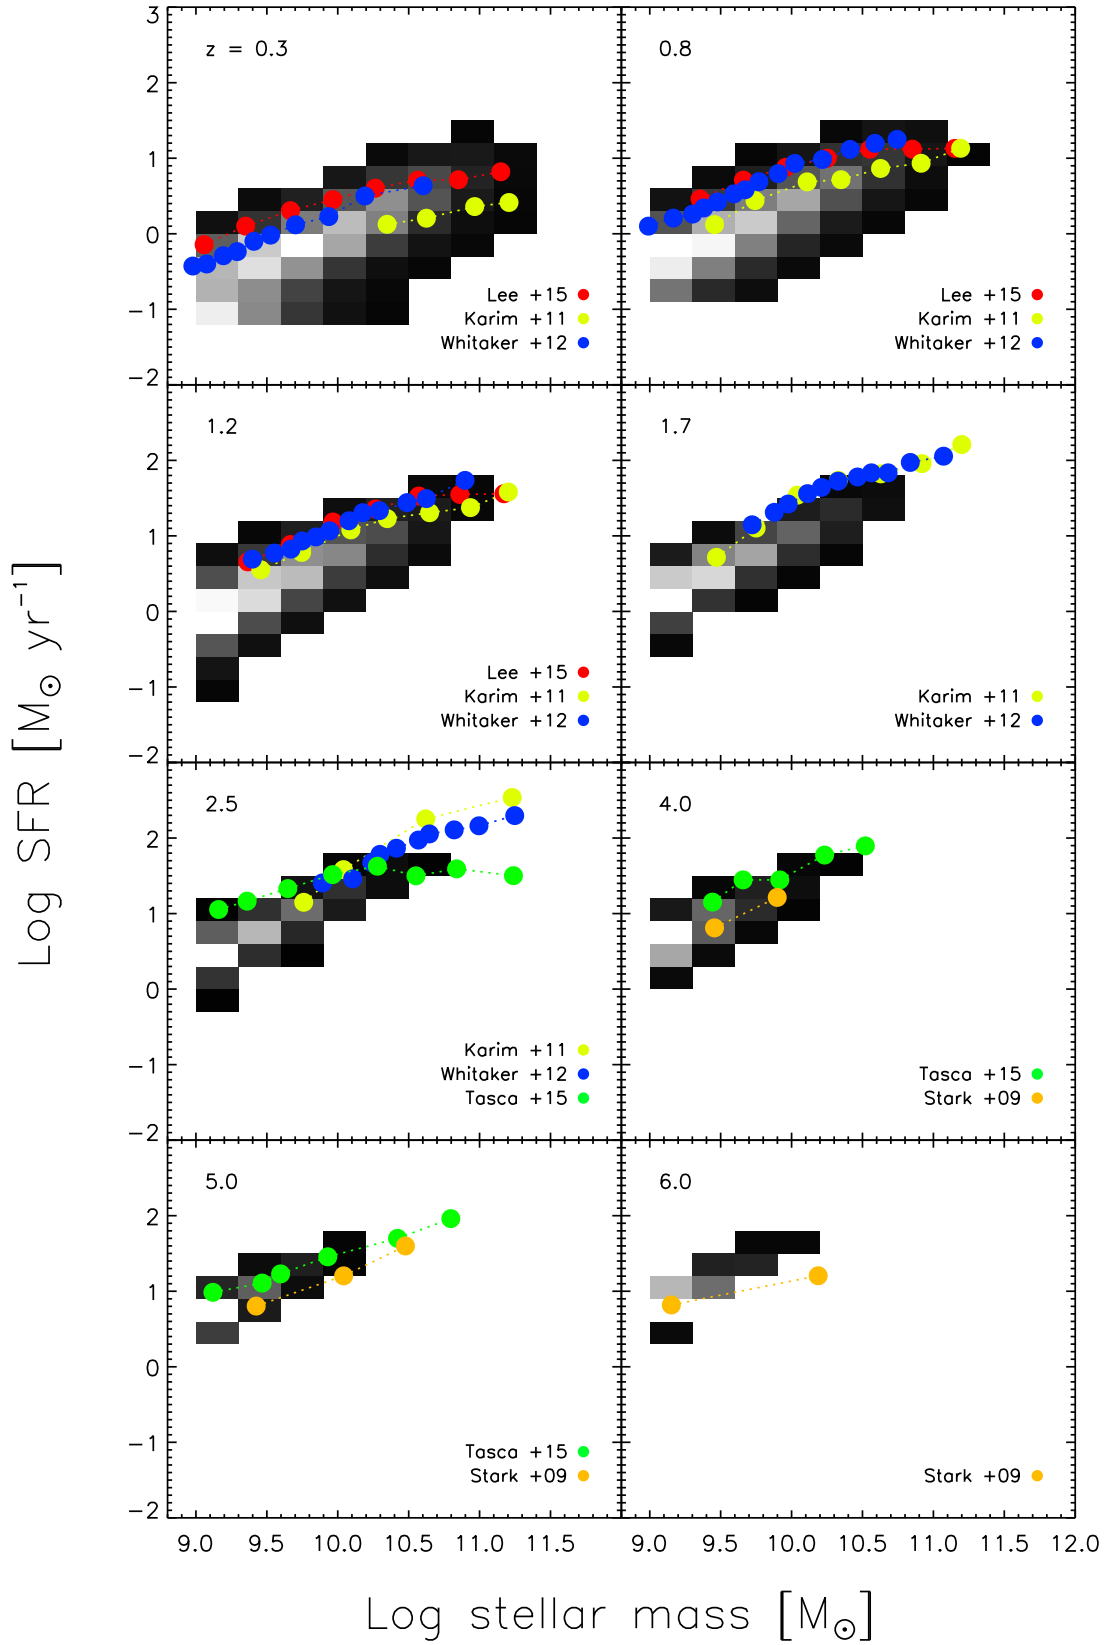 3
2
1
0
−1
−2
z = 0.3
Lee +15
Karim +11
Whitaker +12
0.8
Lee +15
Karim +11
Whitaker +12
2
1
0
−1
−2
1.2
Lee +15
Karim +11
Whitaker +12
1.7
Karim +11
Whitaker +12
2
1
0
−1
−2
2.5
Karim +11
Whitaker +12
Tasca +15
4.0
Tasca +15
Stark +09
2
1
0
−1
−2
5.0
Tasca +15
Stark +09
6.0
Stark +09
9.0 9.5 10.0 10.5 11.0 11.5
9.0 9.5 10.0 10.5 11.0 11.5 12.0
Log SFR [M⊙ yr⁻¹]
Log stellar mass [M⊙]